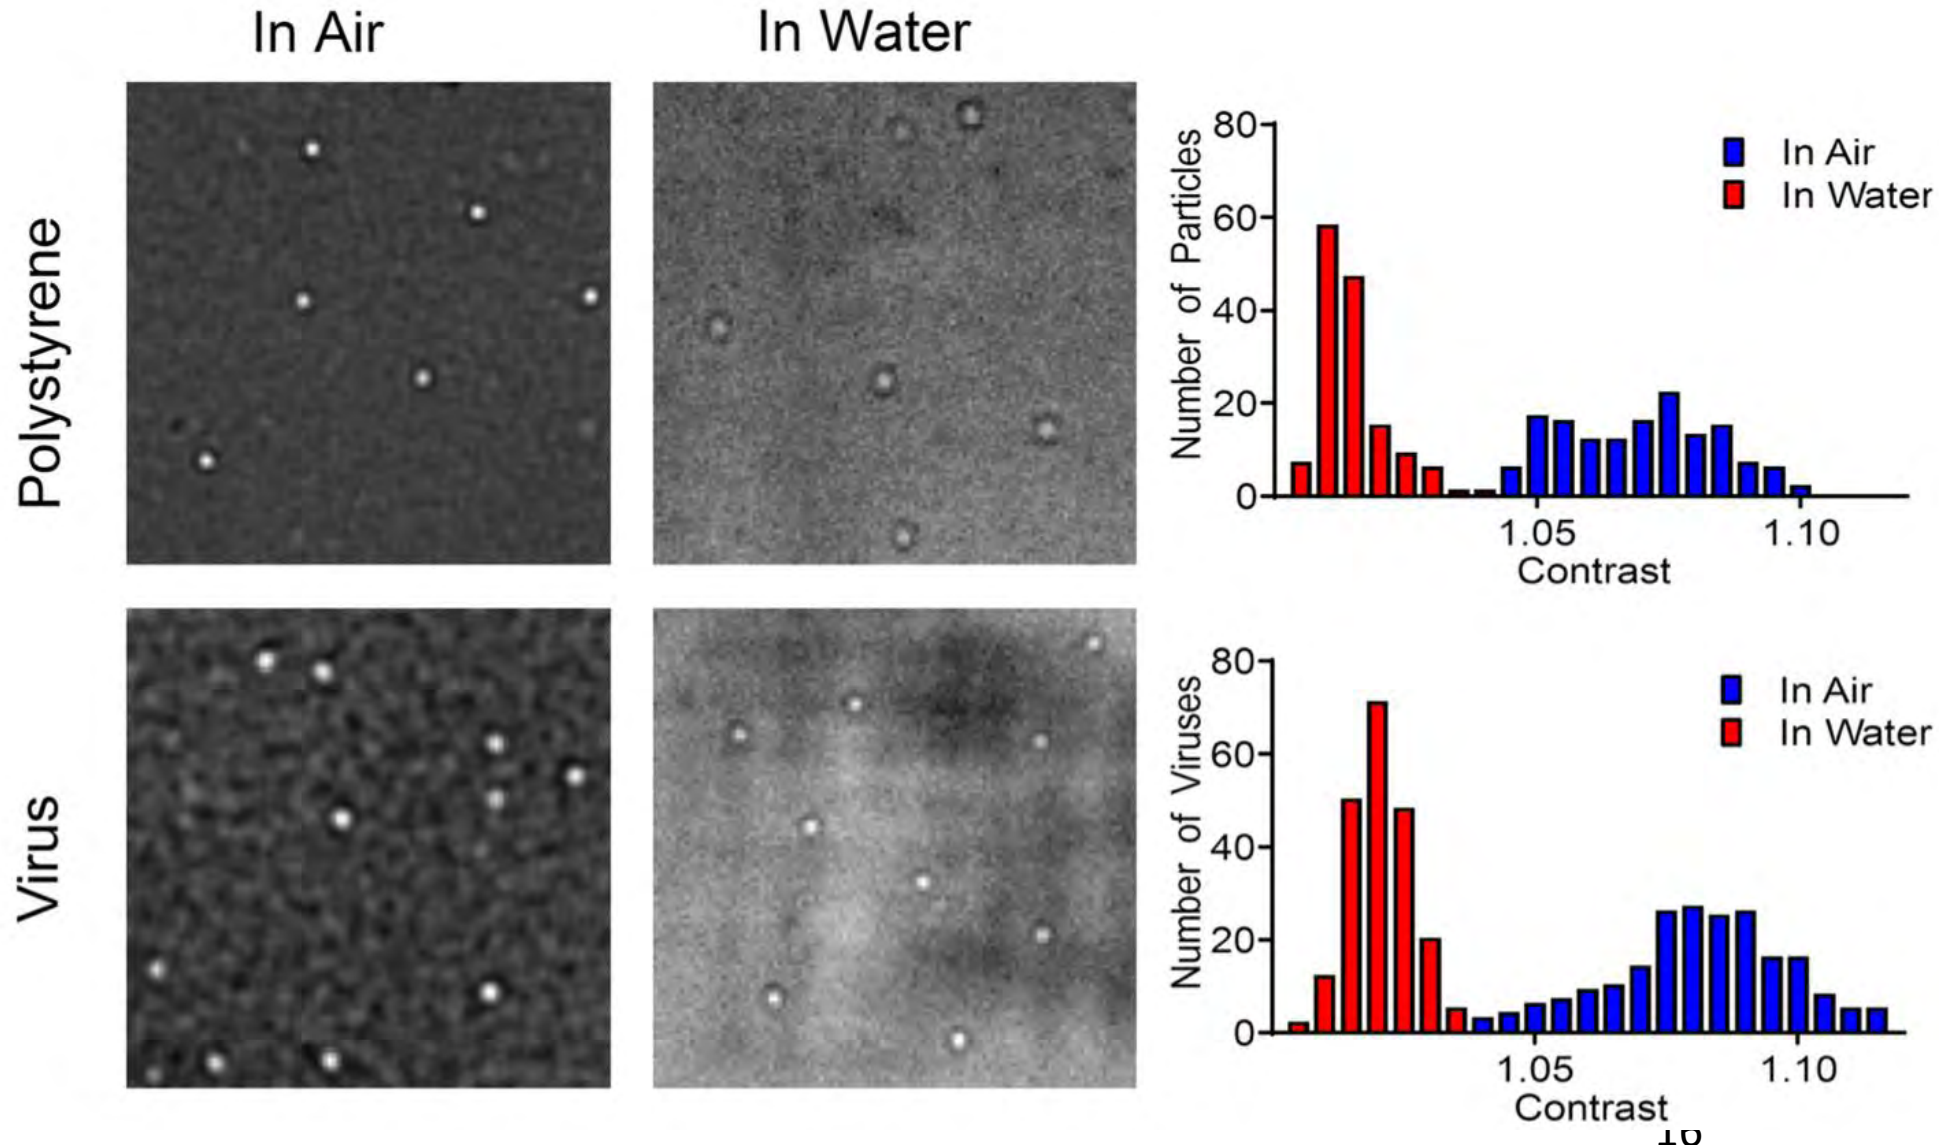 In Air
In Water
Polystyrene
Virus
Number of Particles
80
60
40
20
0
In Air
In Water
1.05
1.10
Contrast
Number of Viruses
80
60
40
20
0
In Air
In Water
1.05
1.10
Contrast
16